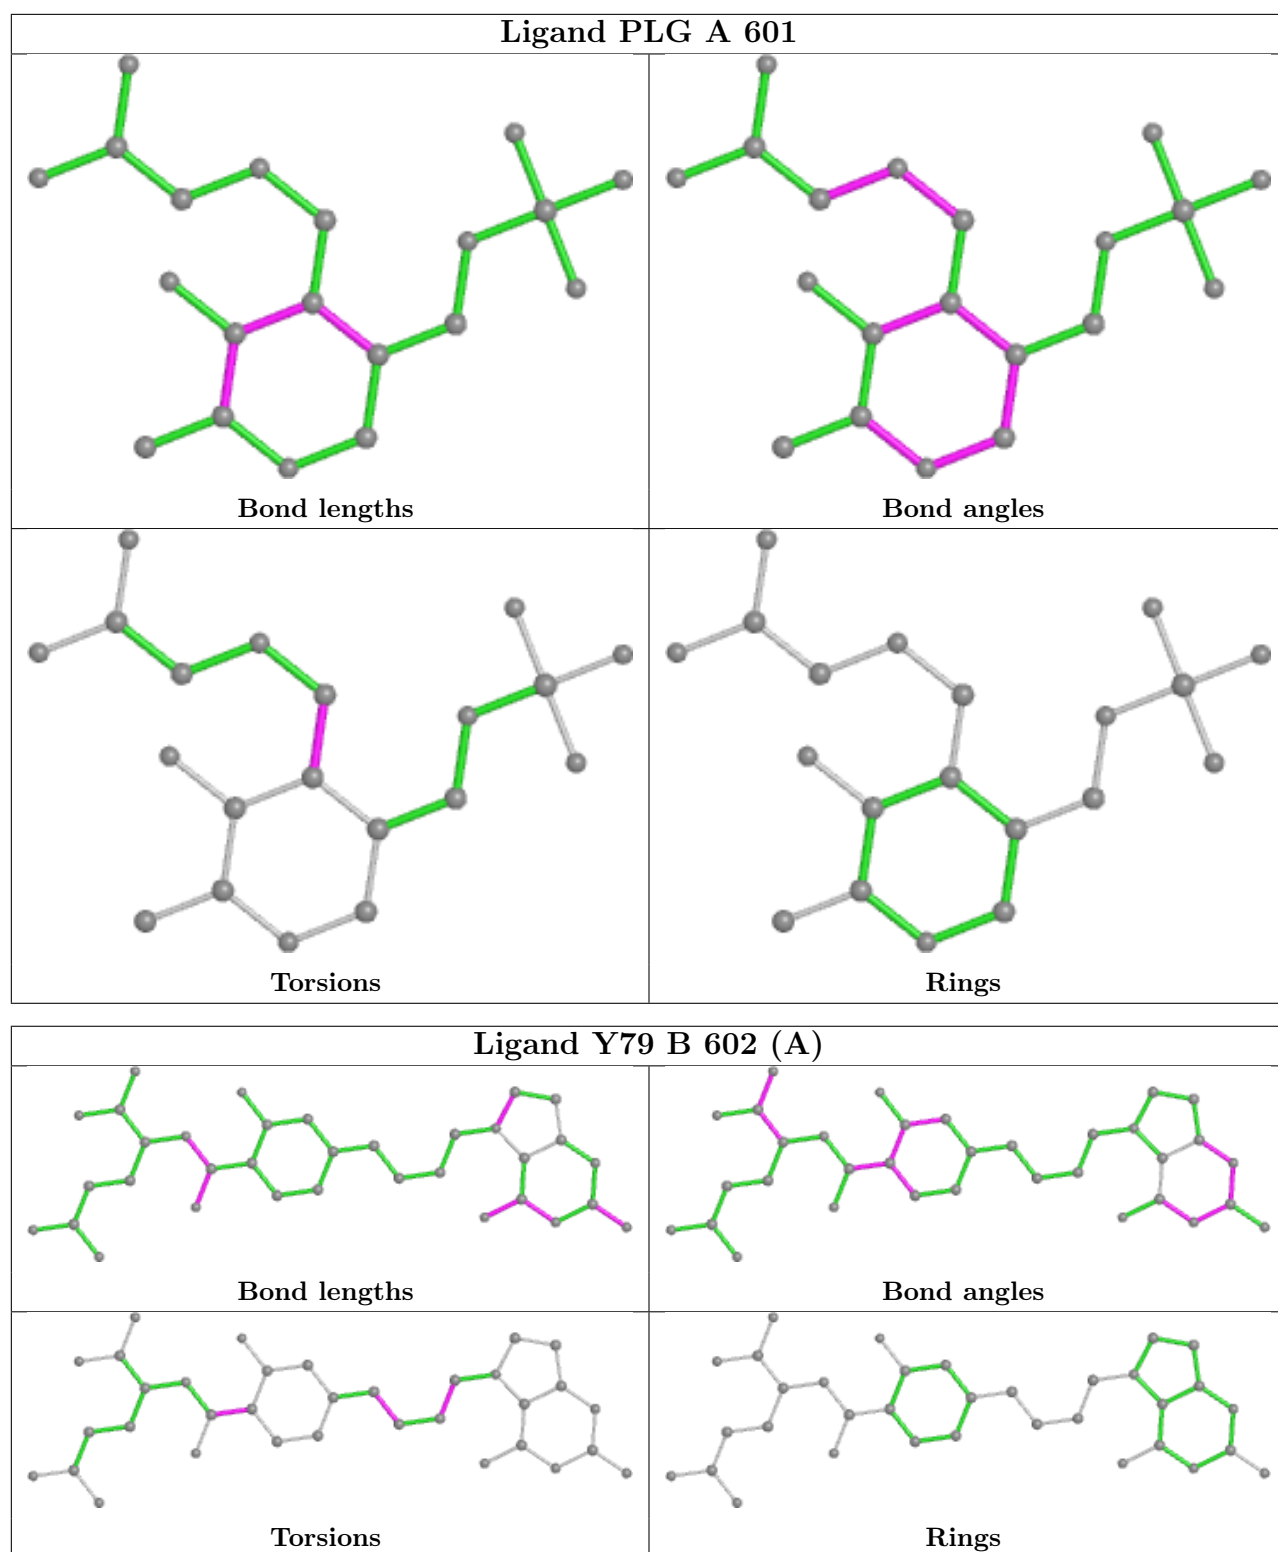 Ligand PLG A 601
Bond lengths
Bond angles
Torsions
Rings
Ligand Y79 B 602 (A)
Bond lengths
Bond angles
Torsions
Rings